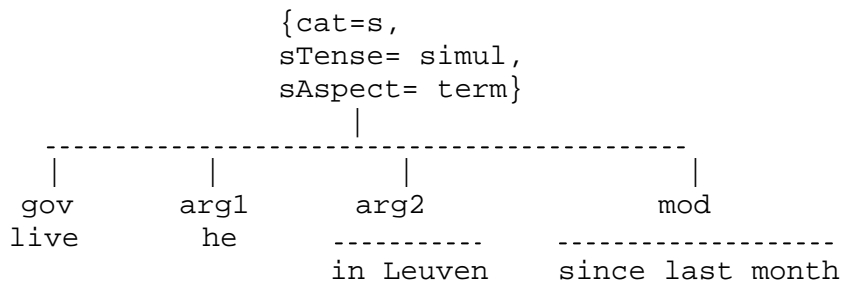 {cat=s,
sTense= simul,
sAspect= term}
gov arg1 arg2 mod
live he
in Leuven since last month